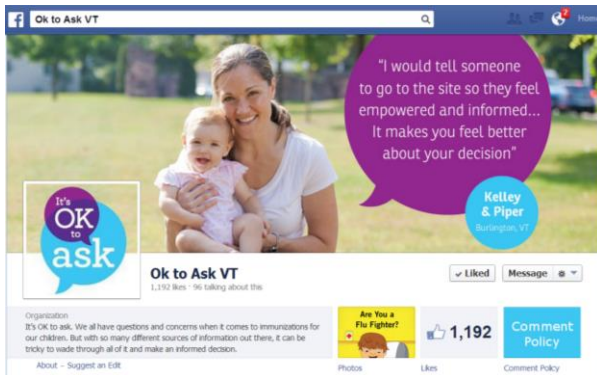 Ok to Ask VT
2
Home
"I would tell someone
to go to the site so they feel
empowered and informed...
It makes you feel better
about your decision"
Kelley
& Piper
Burlington, VT
It's
OK
to
ask
Ok to Ask VT
1,192 likes · 96 talking about this
Liked
Message
Organization
It's OK to ask. We all have questions and concerns when it comes to immunizations for
our children. But with so many different sources of information out there, it can be
tricky to wade through all of it and make an informed decision.
About – Suggest an Edit
Are You a
Flu Fighter?
Photos
1,192
Likes
Comment
Policy
Comment Policy